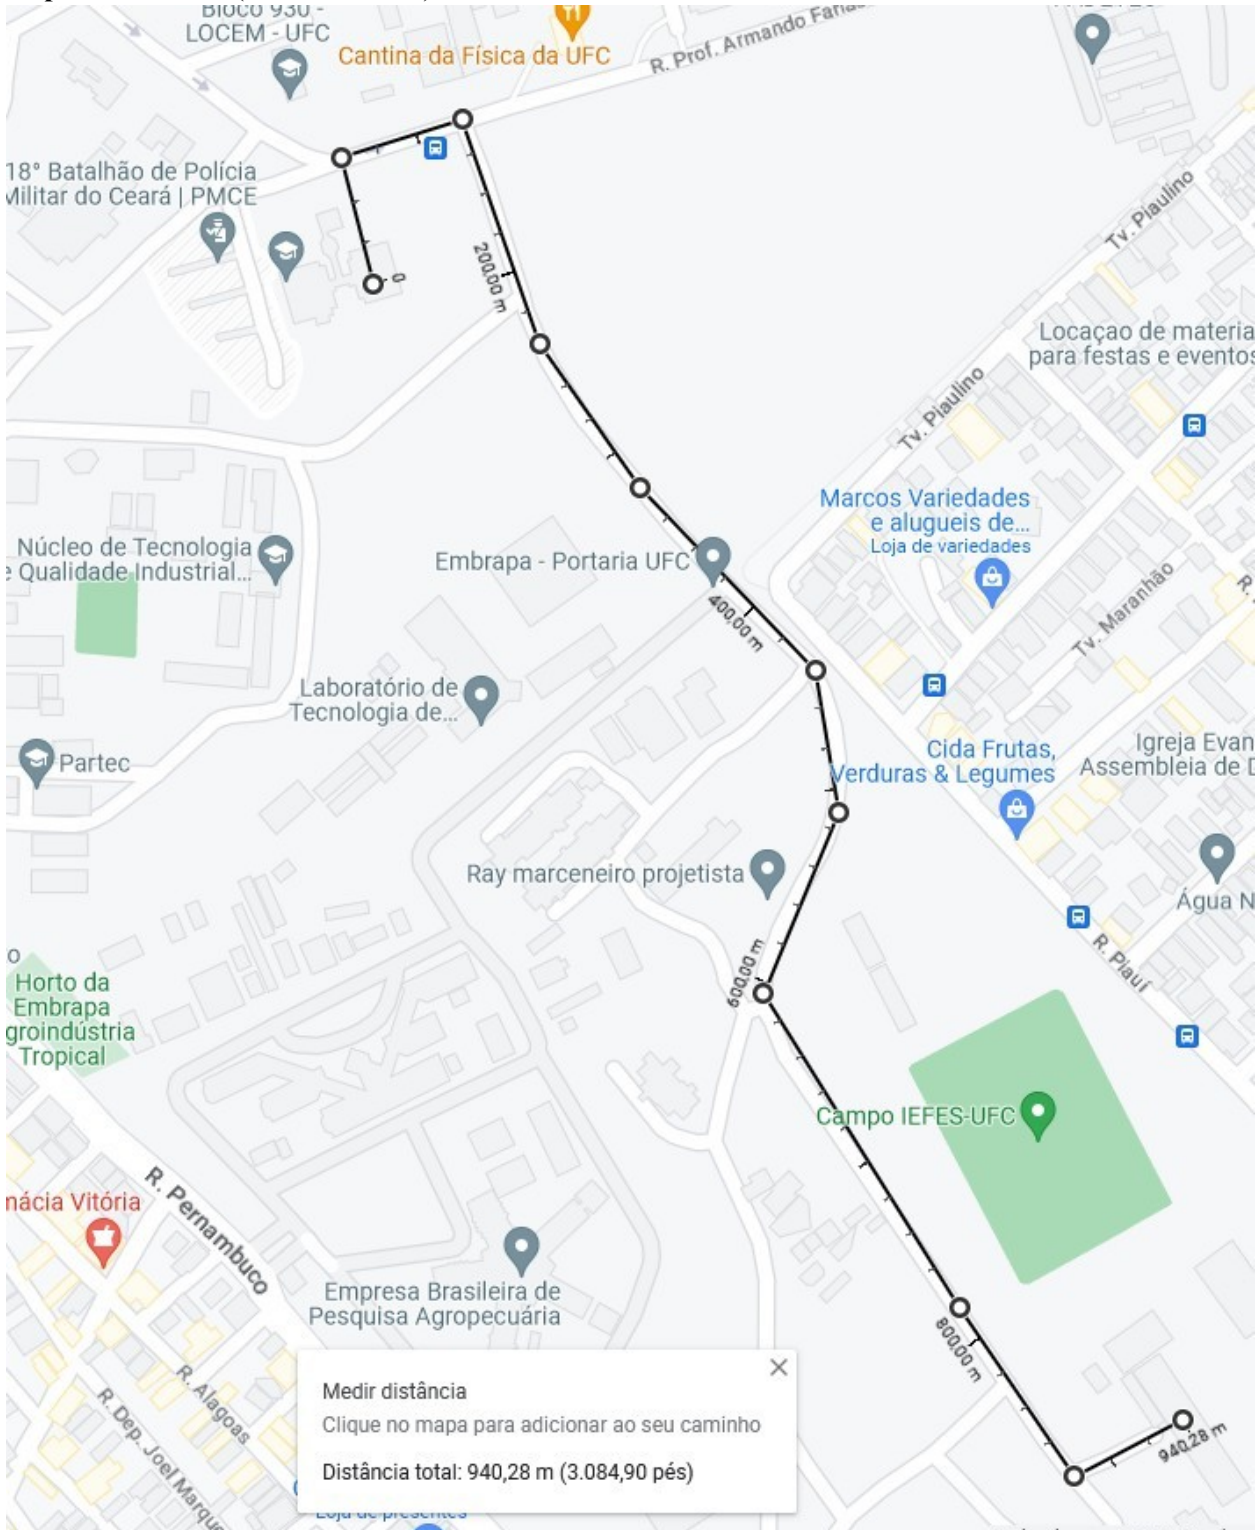 LOCEM - UFC
Cantina da Física da UFC
R. Prof. Armando Farias
18° Batalhão de Polícia
Militar do Ceará | PMCE
0
200,00 m
Tv. Piaulino
Locaçao de materia
para festas e eventos
Tv. Piaulino
Marcos Variedades
e alugueis de...
Loja de variedades
Núcleo de Tecnologia
e Qualidade Industrial...
Embrapa - Portaria UFC
400,00 m
Tv. Maranhão
R.
Laboratório de
Tecnologia de...
Partec
Cida Frutas,
Verduras & Legumes
Igreja Evan
Assembleia de D
Ray marceneiro projetista
Água N
R. Piauí
600,00 m
o
Horto da
Embrapa
groindústria
Tropical
Campo IEFES-UFC
mácia Vitória
R. Pernambuco
Empresa Brasileira de
Pesquisa Agropecuária
800,00 m
R. Alagoas
R. Dep. Joel Marque
Medir distância
Clique no mapa para adicionar ao seu caminho
Distância total: 940,28 m (3.084,90 pés)
940,28 m
Loja de presentes